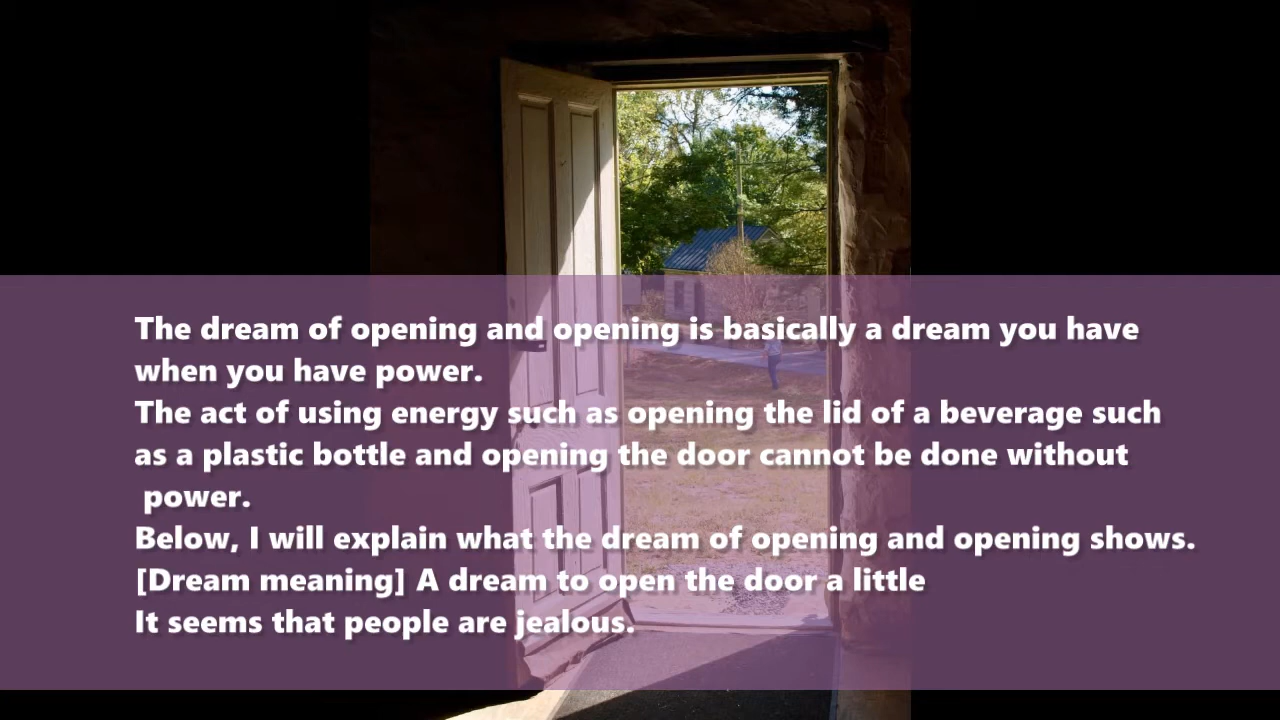 The dream of opening and opening is basically a dream you have
when you have power.
The act of using energy such as opening the lid of a beverage such
as a plastic bottle and opening the door cannot be done without
power.
Below, I will explain what the dream of opening and opening shows.
[Dream meaning] A dream to open the door a little
It seems that people are jealous.